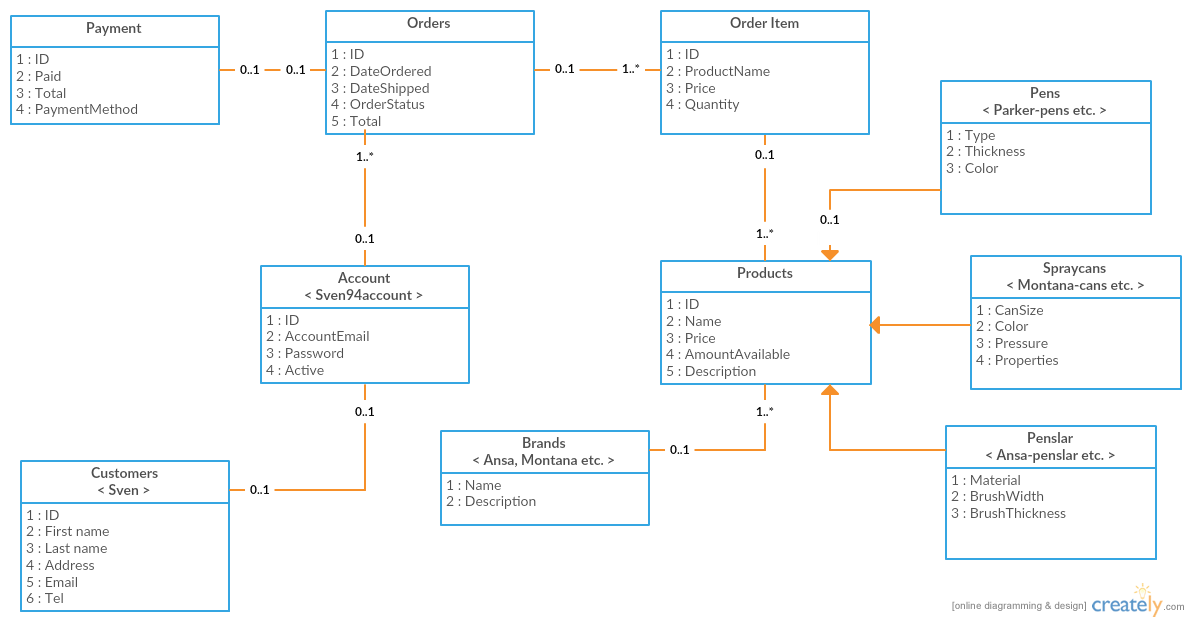 Payment
1 : ID
2 : Paid
3 : Total
4 : PaymentMethod
0..1
0..1
Orders
1 : ID
2 : DateOrdered
3 : DateShipped
4 : OrderStatus
5 : Total
0..1
1..*
Order Item
1 : ID
2 : ProductName
3 : Price
4 : Quantity
Pens
< Parker-pens etc. >
1 : Type
2 : Thickness
3 : Color
1..*
0..1
0..1
1..*
0..1
Account
< Sven94account >
1 : ID
2 : AccountEmail
3 : Password
4 : Active
Products
1 : ID
2 : Name
3 : Price
4 : AmountAvailable
5 : Description
Spraycans
< Montana-cans etc. >
1 : CanSize
2 : Color
3 : Pressure
4 : Properties
0..1
0..1
1..*
0..1
Customers
< Sven >
1 : ID
2 : First name
3 : Last name
4 : Address
5 : Email
6 : Tel
Brands
< Ansa, Montana etc. >
1 : Name
2 : Description
Penslar
< Ansa-penslar etc. >
1 : Material
2 : BrushWidth
3 : BrushThickness
[online diagramming & design] creately.com